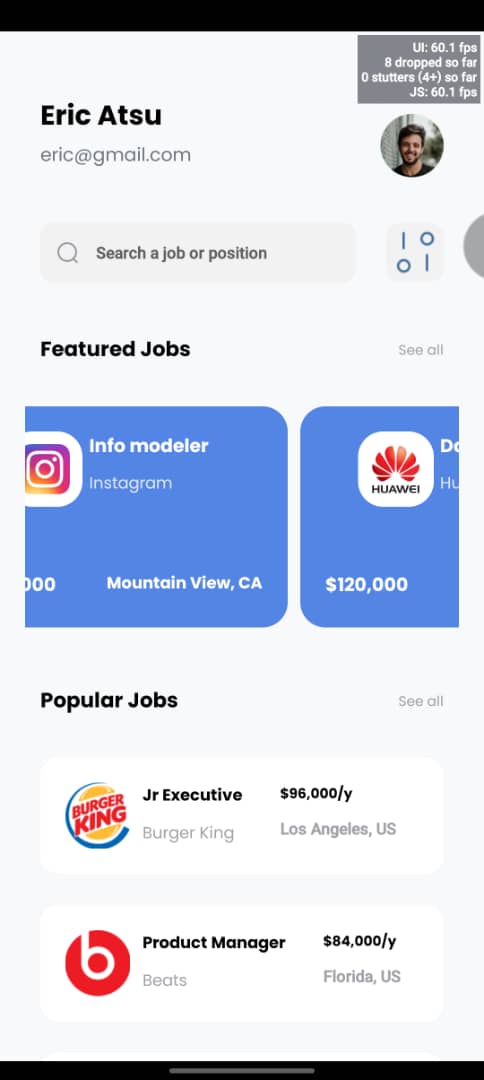 UI: 60.1 fps
8 dropped so far
0 stutters (4+) so far
JS: 60.1 fps
Eric Atsu
eric@gmail.com
Search a job or position
Featured Jobs
See all
Info modeler
Instagram
000
Mountain View, CA
HUAWEI
Do
Hu
$120,000
Popular Jobs
See all
BURGER
KING
Jr Executive
$96,000/y
Burger King
Los Angeles, US
Product Manager
$84,000/y
Beats
Florida, US